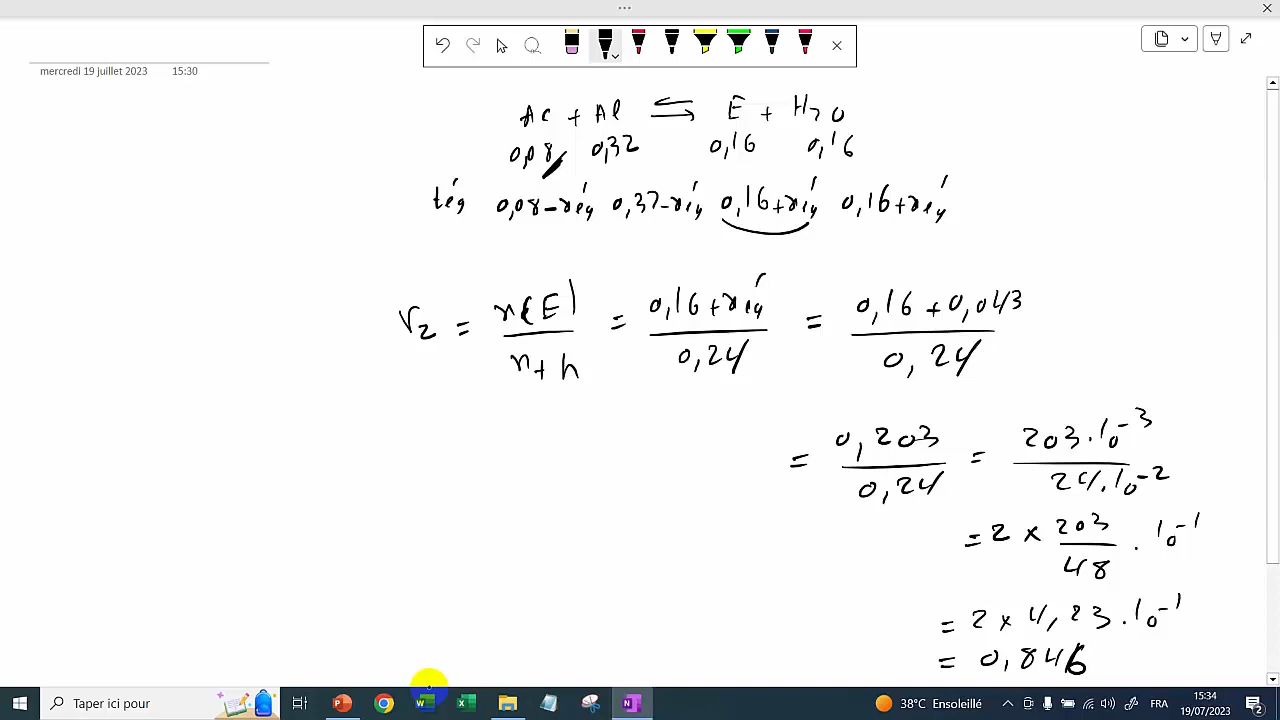 mercredi 19 juillet 2023 15:30
Ac + Al ⇌ E + H2O
0,08 0,32 0,16 0,16
téq 0,08-xéq' 0,32-xéq' 0,16+xéq' 0,16+xéq'
r2 = n(E) / nth = 0,16+xéq' / 0,24 = 0,16+0,043 / 0,24
= 0,203 / 0,24 = 203.10^-3 / 24.10^-2
= 2 x 203 / 48 . 10^-1
= 2 x 4,23.10^-1
= 0,846
Taper ici pour
38°C Ensoleillé
FRA
15:34
19/07/2023
2